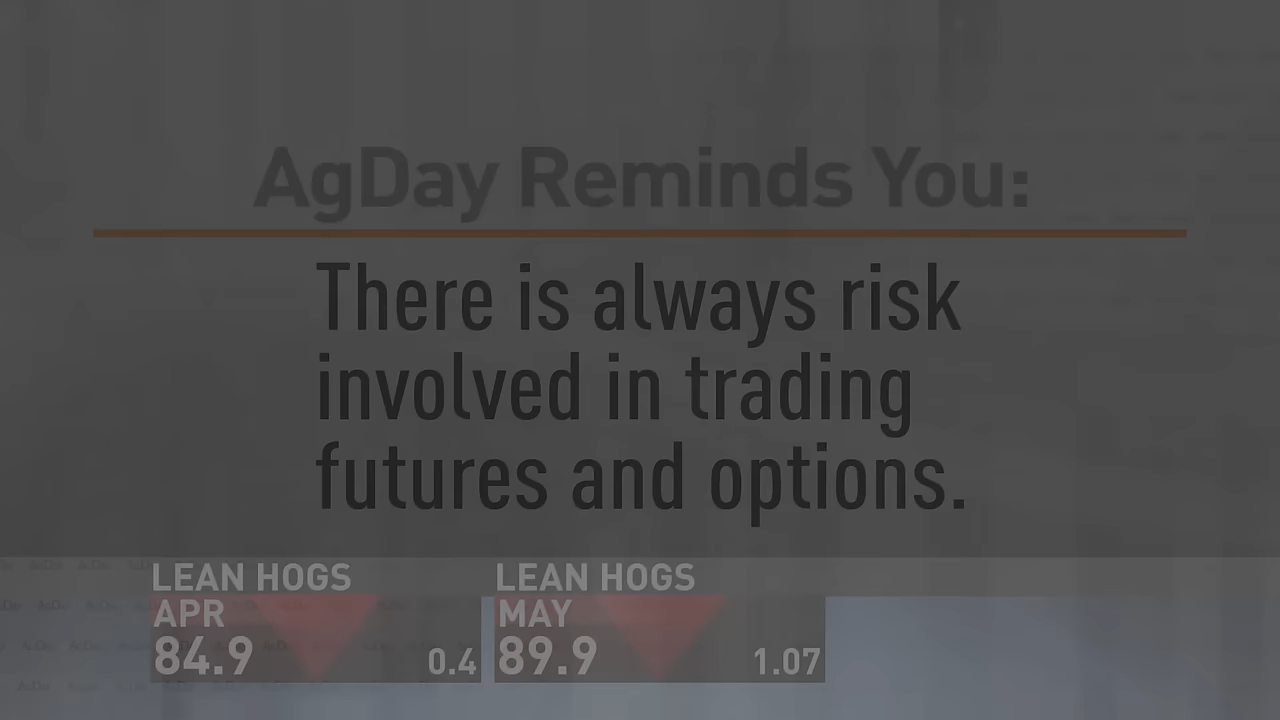 AgDay Reminds You:
There is always risk
involved in trading
futures and options.
LEAN HOGS
APR
84.9 0.4
LEAN HOGS
MAY
89.9 1.07